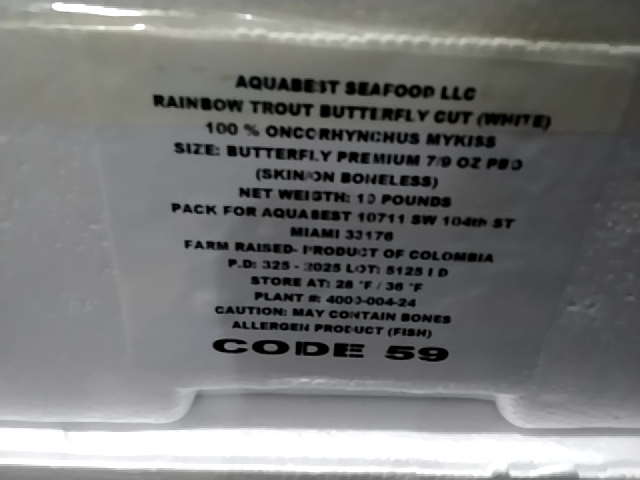 AQUABEST SEAFOOD LLC
RAINBOW TROUT BUTTERFLY CUT (WHITE)
100 % ONCORHYNCHUS MYKISS
SIZE: BUTTERFLY PREMIUM 7/9 OZ PBO
(SKIN/ON BONELESS)
NET WEIGTH: 10 POUNDS
PACK FOR AQUABEST 10711 SW 104th ST
MIAMI 33176
FARM RAISED- PRODUCT OF COLOMBIA
P.D: 325 - 2025 LOT: 5125 I D
STORE AT: 28 °F / 36 °F
PLANT #: 4000-004-24
CAUTION: MAY CONTAIN BONES
ALLERGEN PRODUCT (FISH)
CODE 59